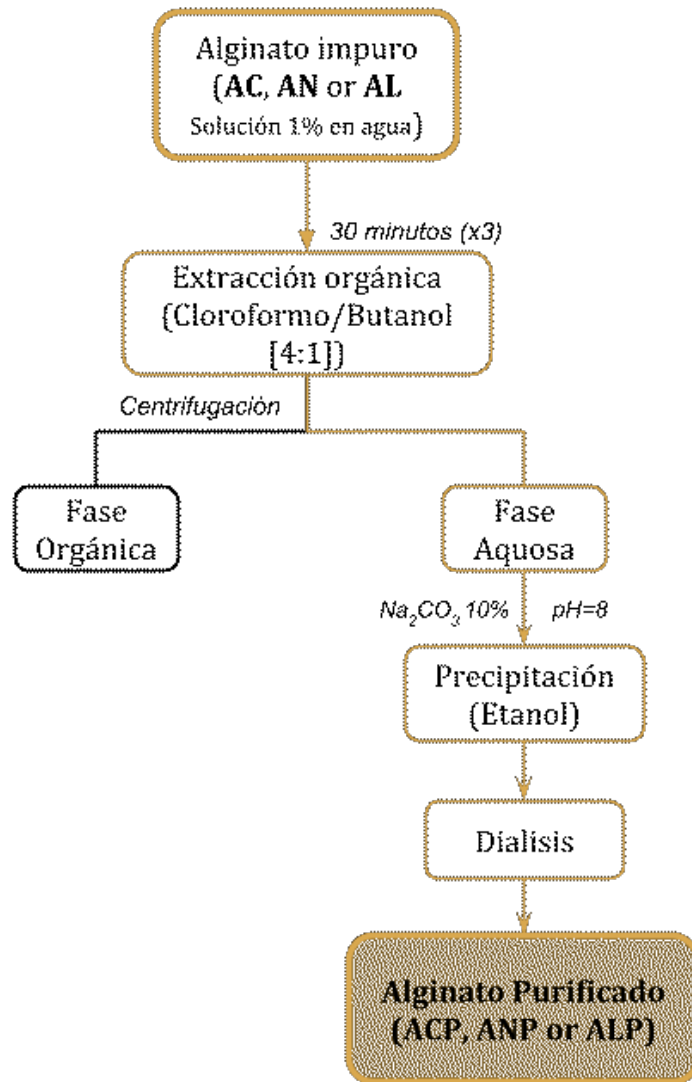 Alginato impuro
(AC, AN or AL
Solución 1% en agua)
30 minutos (x3)
Extracción orgánica
(Cloroformo/Butanol
[4:1])
Centrifugación
Fase
Orgánica
Fase
Aquosa
Na₂CO₃ 10% pH=8
Precipitación
(Etanol)
Dialisis
Alginato Purificado
(ACP, ANP or ALP)